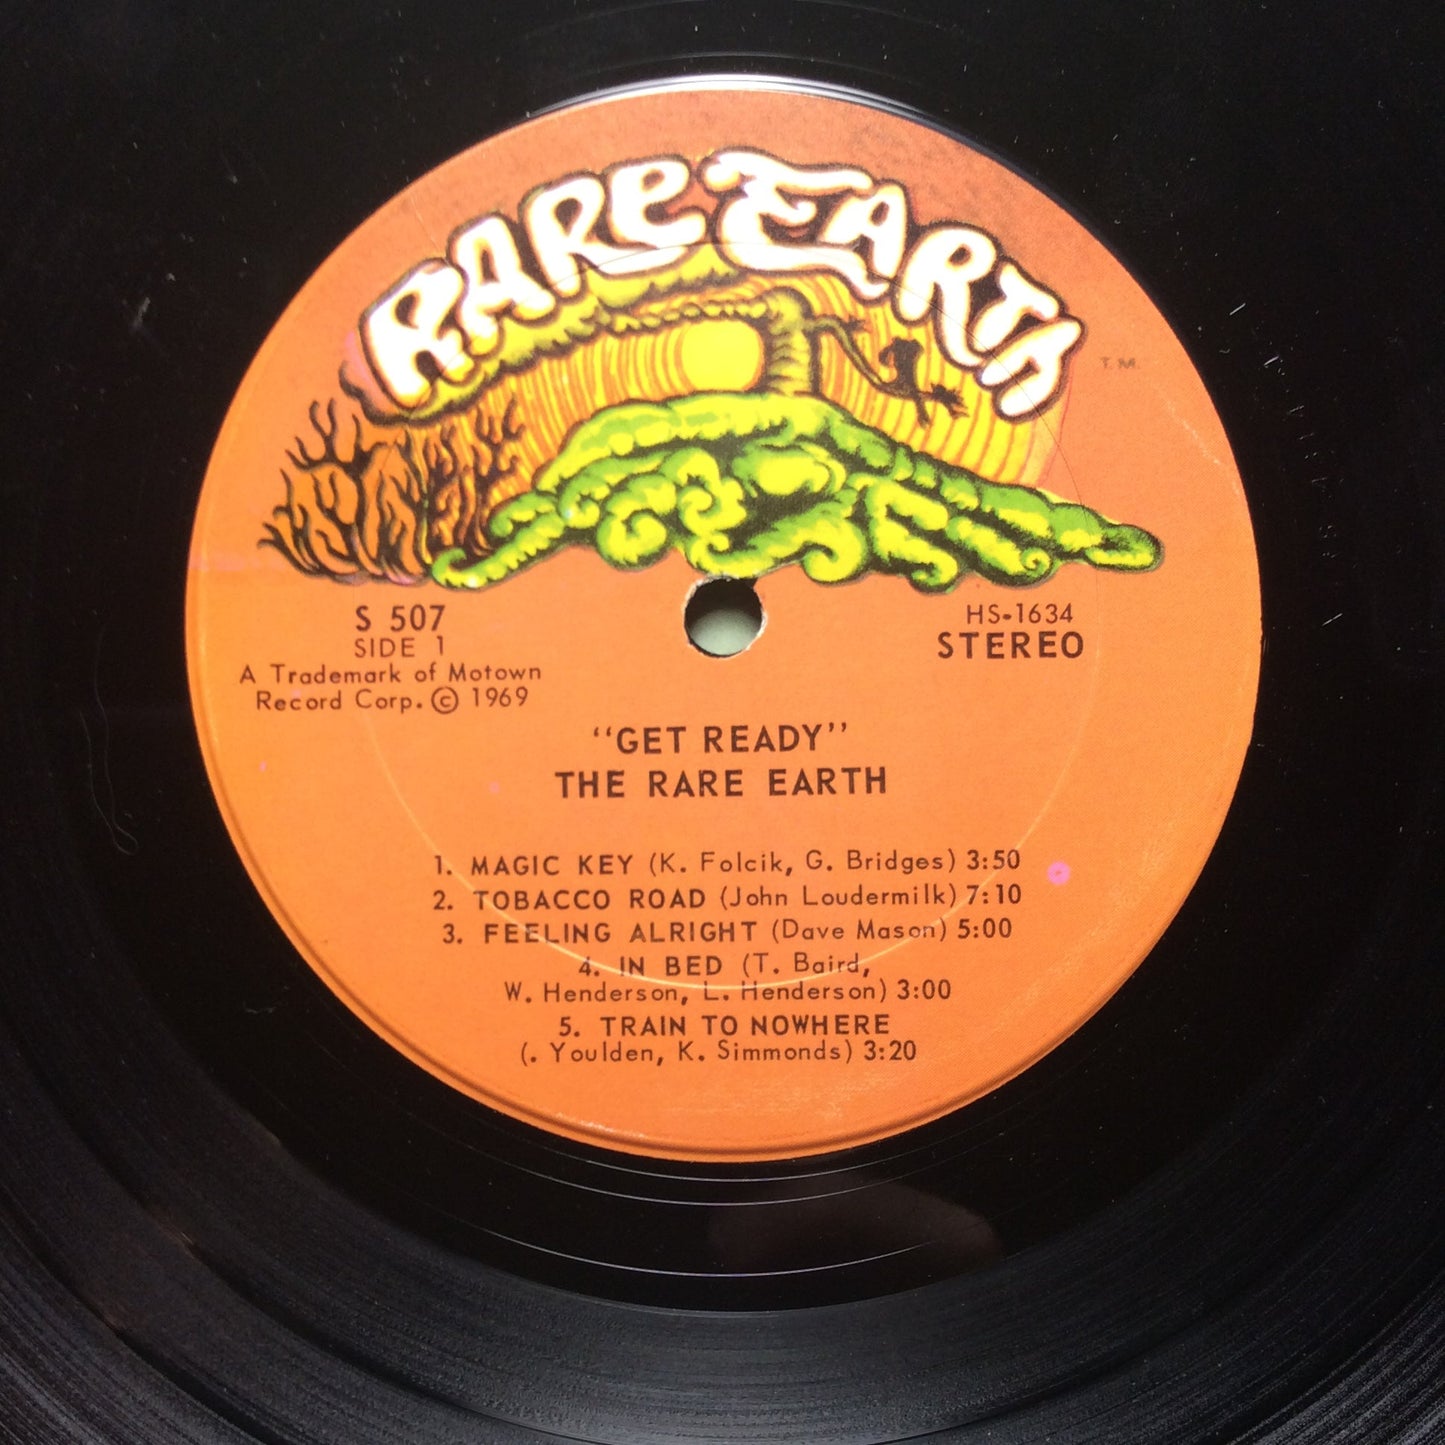 RARE EARTH
T.M.
S 507
SIDE 1
A Trademark of Motown
Record Corp. © 1969
HS-1634
STEREO
“GET READY”
THE RARE EARTH
1. MAGIC KEY (K. Folcik, G. Bridges) 3:50
2. TOBACCO ROAD (John Loudermilk) 7:10
3. FEELING ALRIGHT (Dave Mason) 5:00
4. IN BED (T. Baird,
W. Henderson, L. Henderson) 3:00
5. TRAIN TO NOWHERE
(. Youlden, K. Simmonds) 3:20